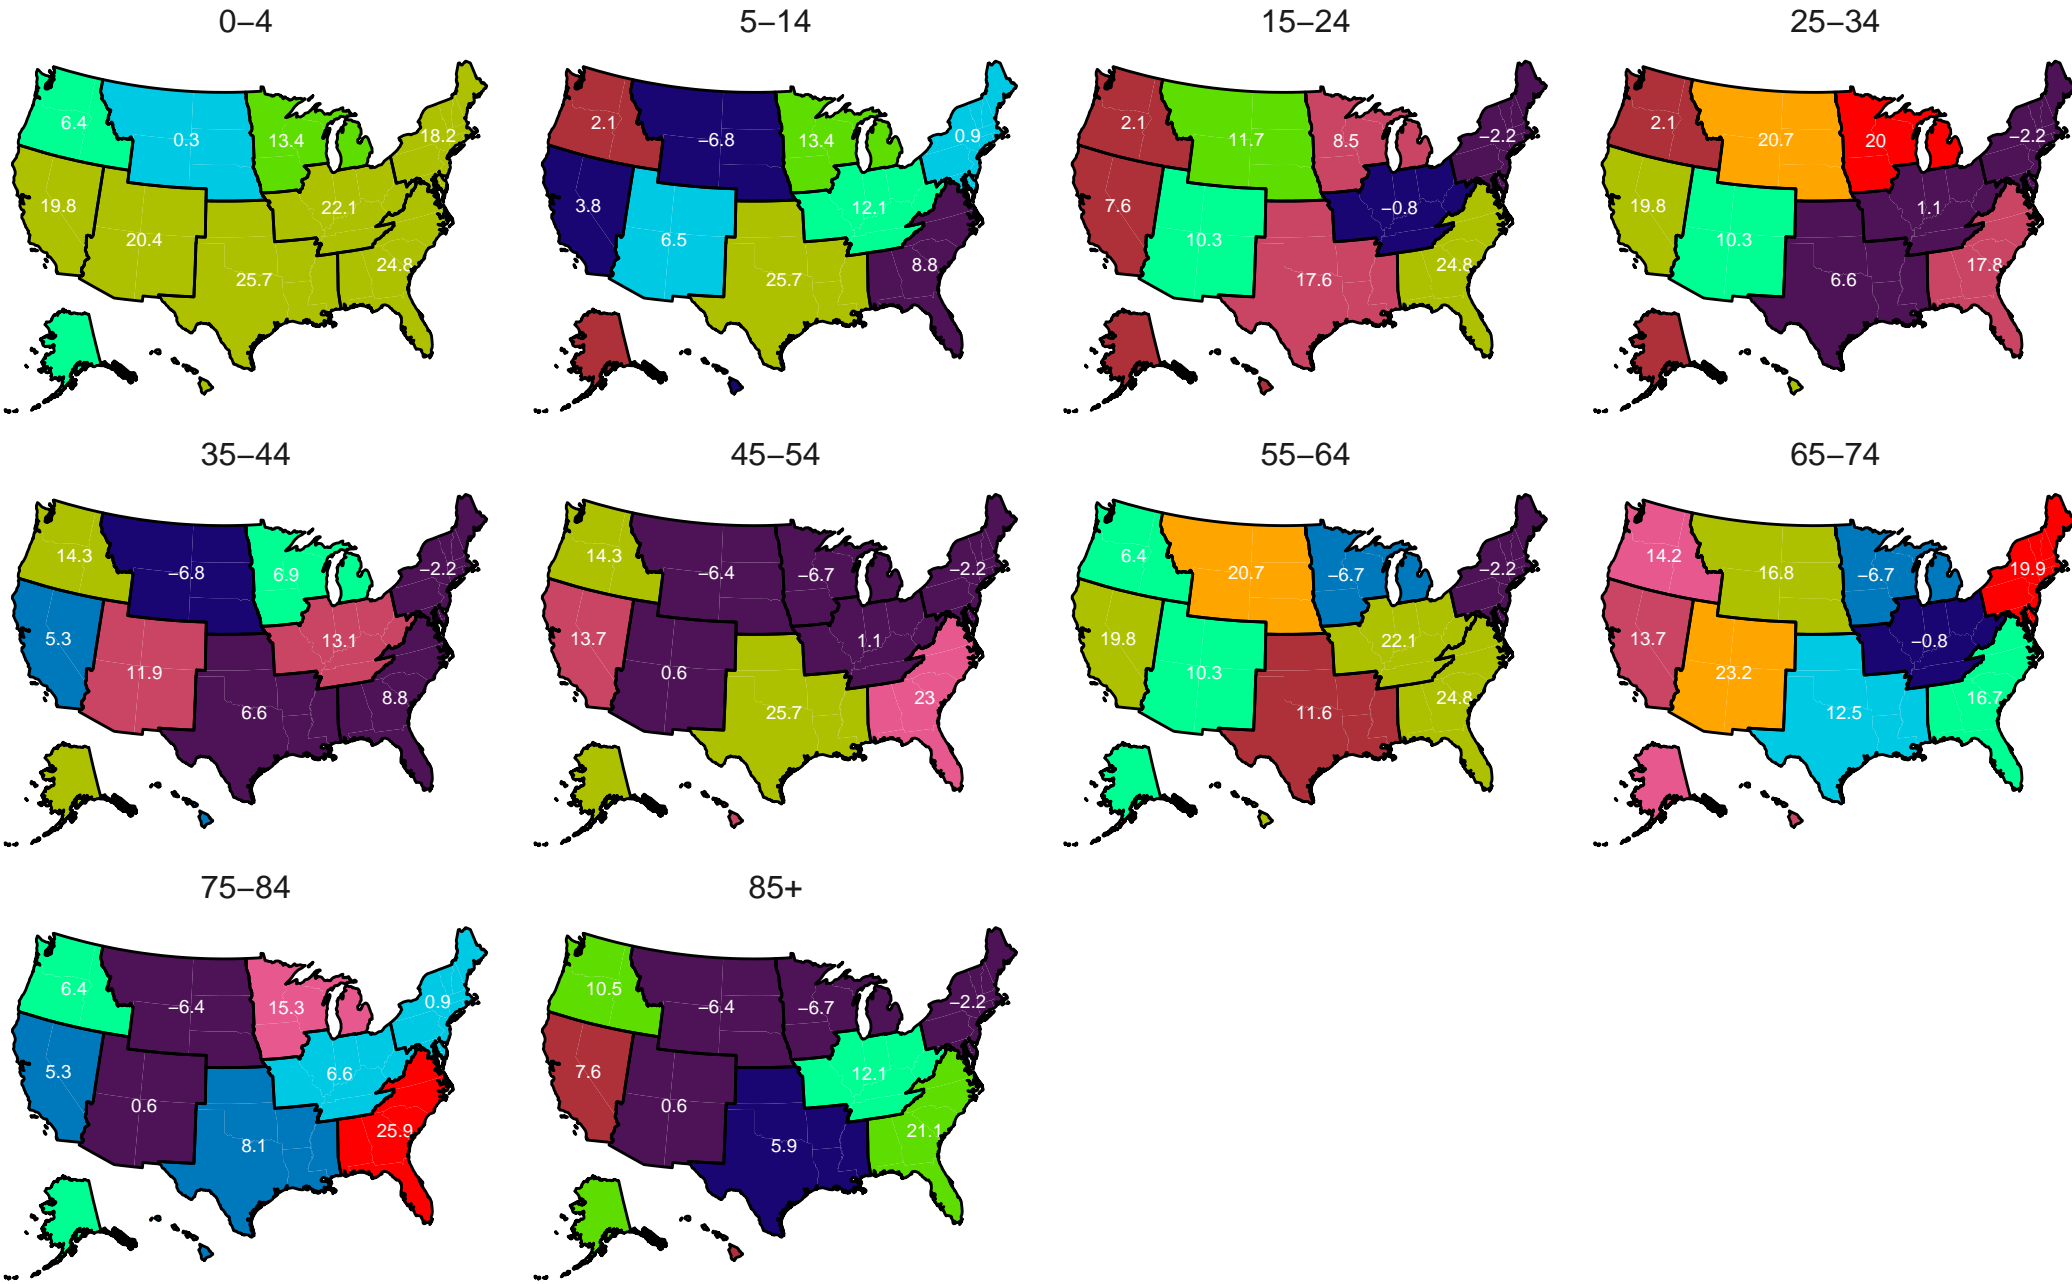 0–4 5–14 15–24 25–34
6.4 0.3 13.4 18.2 19.8 20.4 22.1 25.7 24.8
2.1 −6.8 13.4 0.9 3.8 6.5 12.1 25.7 8.8
2.1 11.7 8.5 −2.2 7.6 10.3 −0.8 17.6 24.8
2.1 20.7 20 −2.2 19.8 10.3 1.1 6.6 17.8
35–44 45–54 55–64 65–74
14.3 −6.8 6.9 −2.2 5.3 11.9 13.1 6.6 8.8
14.3 −6.4 −6.7 −2.2 13.7 0.6 1.1 25.7 23
6.4 20.7 −6.7 −2.2 19.8 10.3 22.1 11.6 24.8
14.2 16.8 −6.7 19.9 13.7 23.2 −0.8 12.5 16.7
75–84 85+
6.4 −6.4 15.3 0.9 5.3 0.6 6.6 8.1 25.9
10.5 −6.4 −6.7 −2.2 7.6 0.6 12.1 5.9 21.1